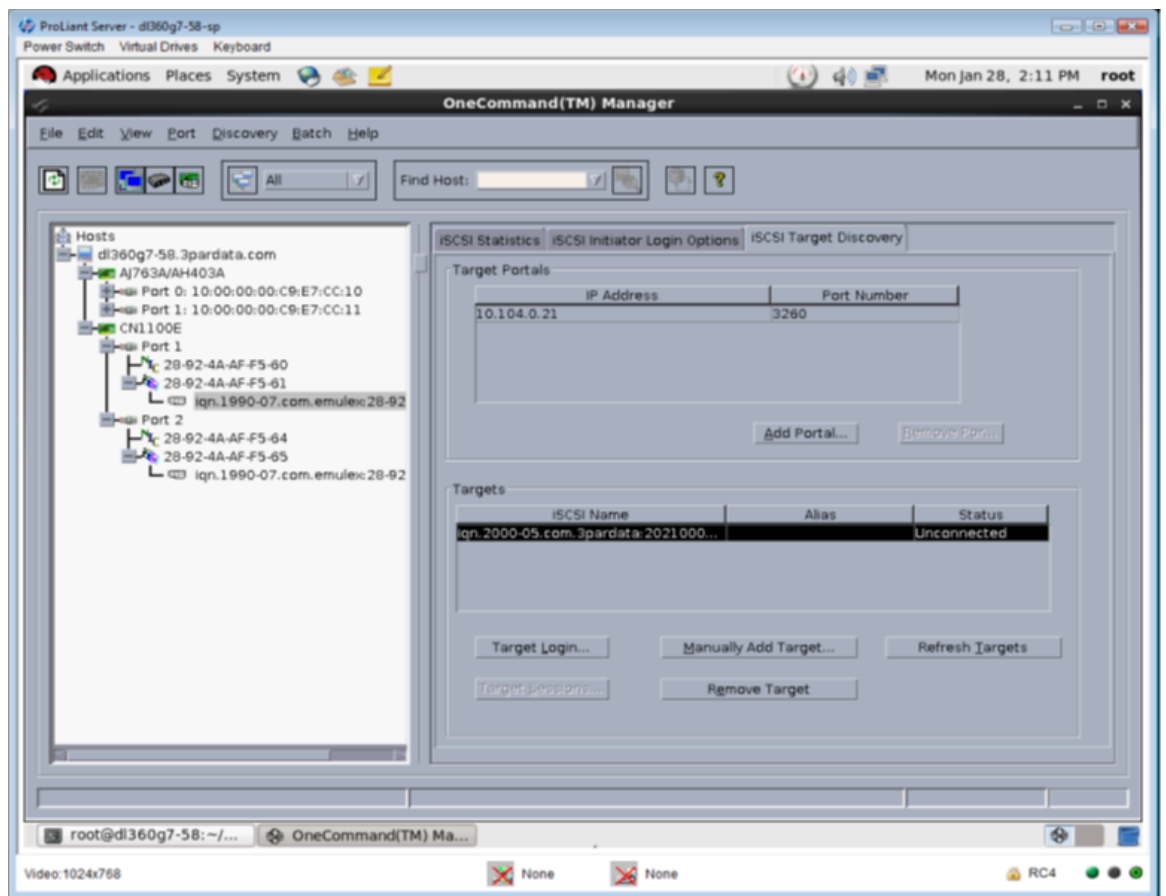 ProLiant Server - dl360g7-58-sp
Power Switch Virtual Drives Keyboard
Applications Places System Mon Jan 28, 2:11 PM root
OneCommand(TM) Manager
File Edit View Port Discovery Batch Help
All Find Host:
Hosts
dl360g7-58.3pardata.com
AJ763A/AH403A
Port 0: 10:00:00:00:C9:E7:CC:10
Port 1: 10:00:00:00:C9:E7:CC:11
CN1100E
Port 1
28-92-4A-AF-F5-60
28-92-4A-AF-F5-61
iqn.1990-07.com.emulex:28-92
Port 2
28-92-4A-AF-F5-64
28-92-4A-AF-F5-65
iqn.1990-07.com.emulex:28-92
iSCSI Statistics iSCSI Initiator Login Options iSCSI Target Discovery
Target Portals
IP Address Port Number
10.104.0.21 3260
Add Portal... Remove Por...
Targets
iSCSI Name Alias Status
iqn.2000-05.com.3pardata:2021000... Unconnected
Target Login... Manually Add Target... Refresh Targets
Target Sessions... Remove Target
root@dl360g7-58:~/... OneCommand(TM) Ma...
Video:1024x768 None None RC4